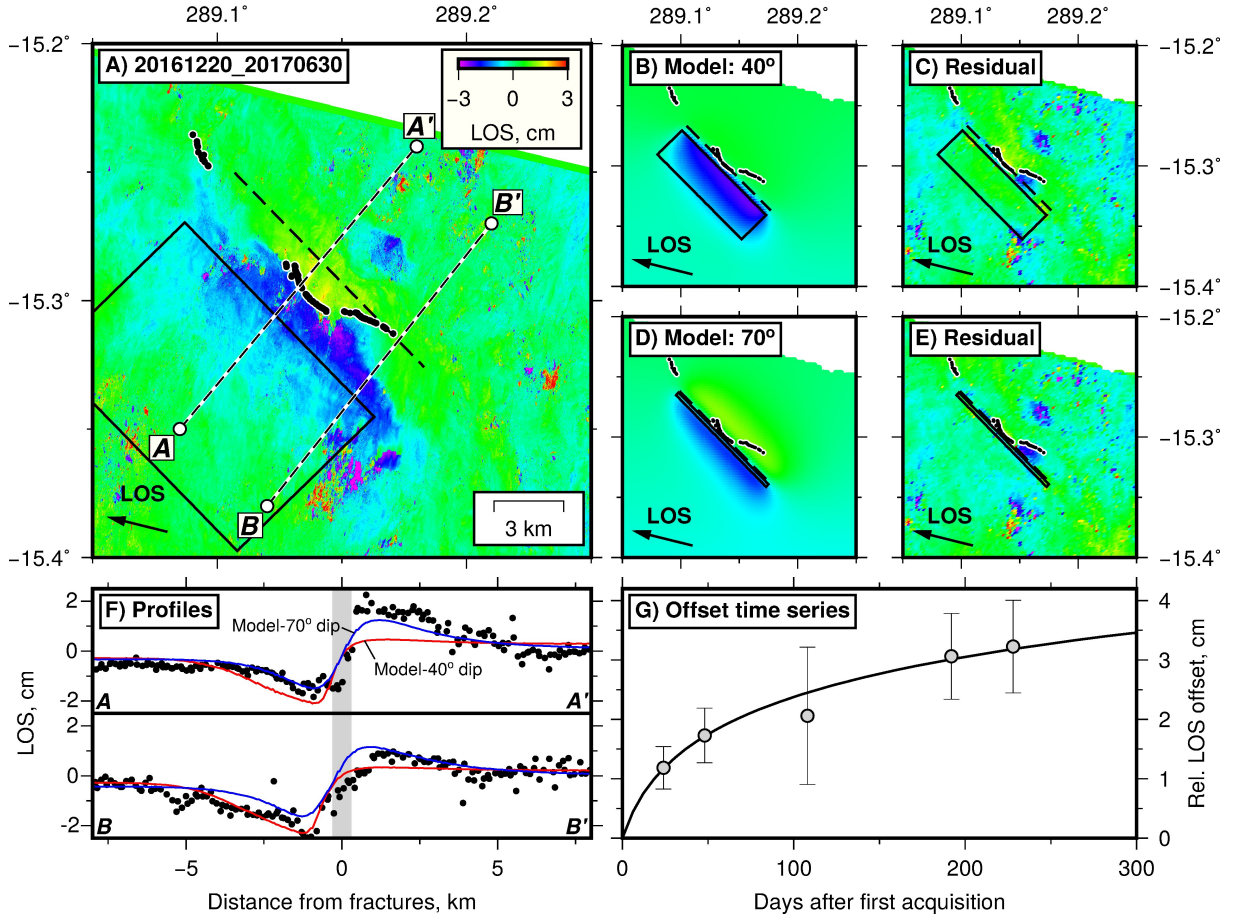 289.1˚ 289.2˚ 289.1˚ 289.2˚ 289.1˚ 289.2˚
−15.2˚ −15.2˚
A) 20161220_20170630
−3 0 3
LOS, cm
A'
B'
A
B
LOS
3 km
−15.3˚
−15.4˚
B) Model: 40º
LOS
C) Residual
LOS
−15.3˚
−15.4˚
D) Model: 70º
LOS
−15.2˚
E) Residual
LOS
−15.3˚
−15.4˚
F) Profiles
Model-70º dip
Model-40º dip
2
0
-2
A A'
2
0
-2
B B'
LOS, cm
−5 0 5
Distance from fractures, km
G) Offset time series
4
3
2
1
0
Rel. LOS offset, cm
0 100 200 300
Days after first acquisition